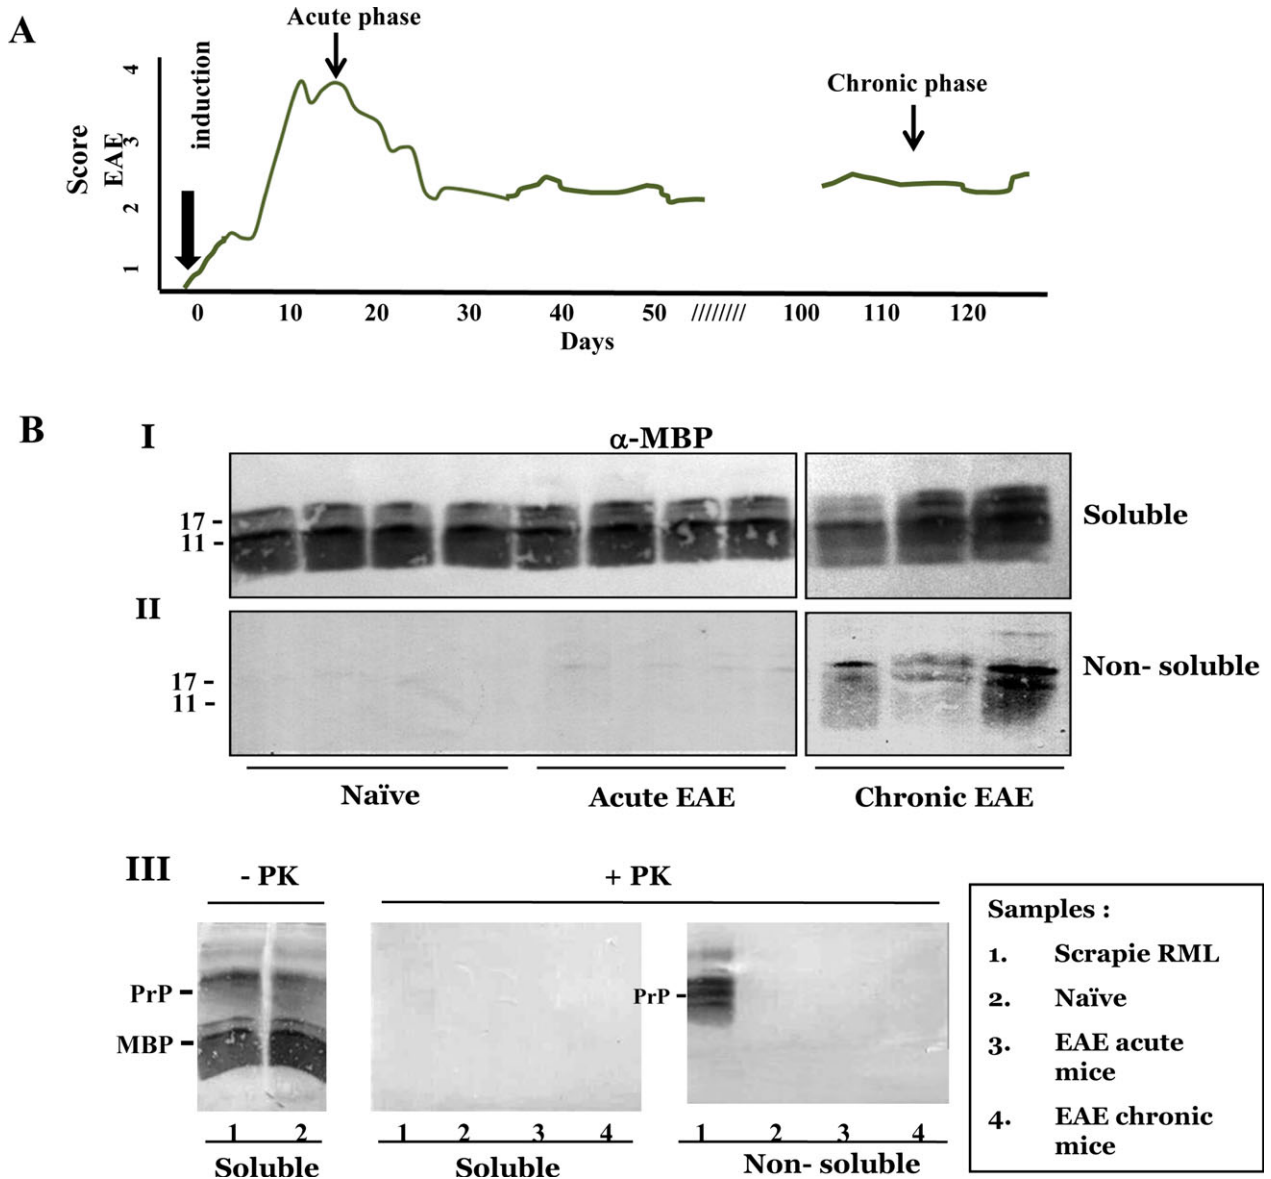 A
Acute phase
Chronic phase
induction
Score
EAE
4
3
2
1
0 10 20 30 40 50 //////// 100 110 120
Days
B
I
α-MBP
17 -
11 -
Soluble
II
17 -
11 -
Non- soluble
Naïve Acute EAE Chronic EAE
III
- PK + PK
PrP
MBP
PrP
1 2 1 2 3 4 1 2 3 4
Soluble Soluble Non- soluble
Samples :
1. Scrapie RML
2. Naïve
3. EAE acute
mice
4. EAE chronic
mice